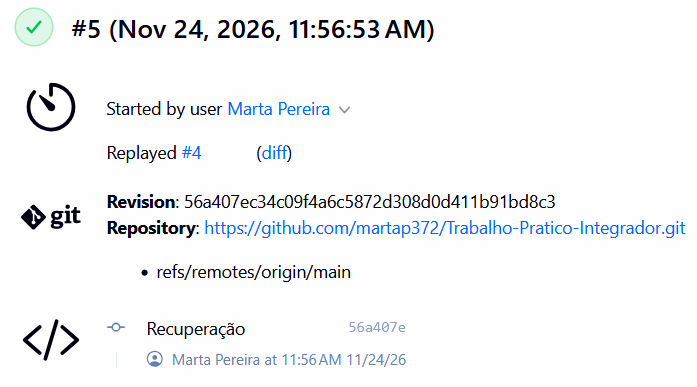 #5 (Nov 24, 2026, 11:56:53 AM)
Started by user Marta Pereira
Replayed #4 (diff)
git
Revision: 56a407ec34c09f4a6c5872d308d0d411b91bd8c3
Repository: https://github.com/martap372/Trabalho-Pratico-Integrador.git
• refs/remotes/origin/main
Recuperação 56a407e
Marta Pereira at 11:56AM 11/24/26